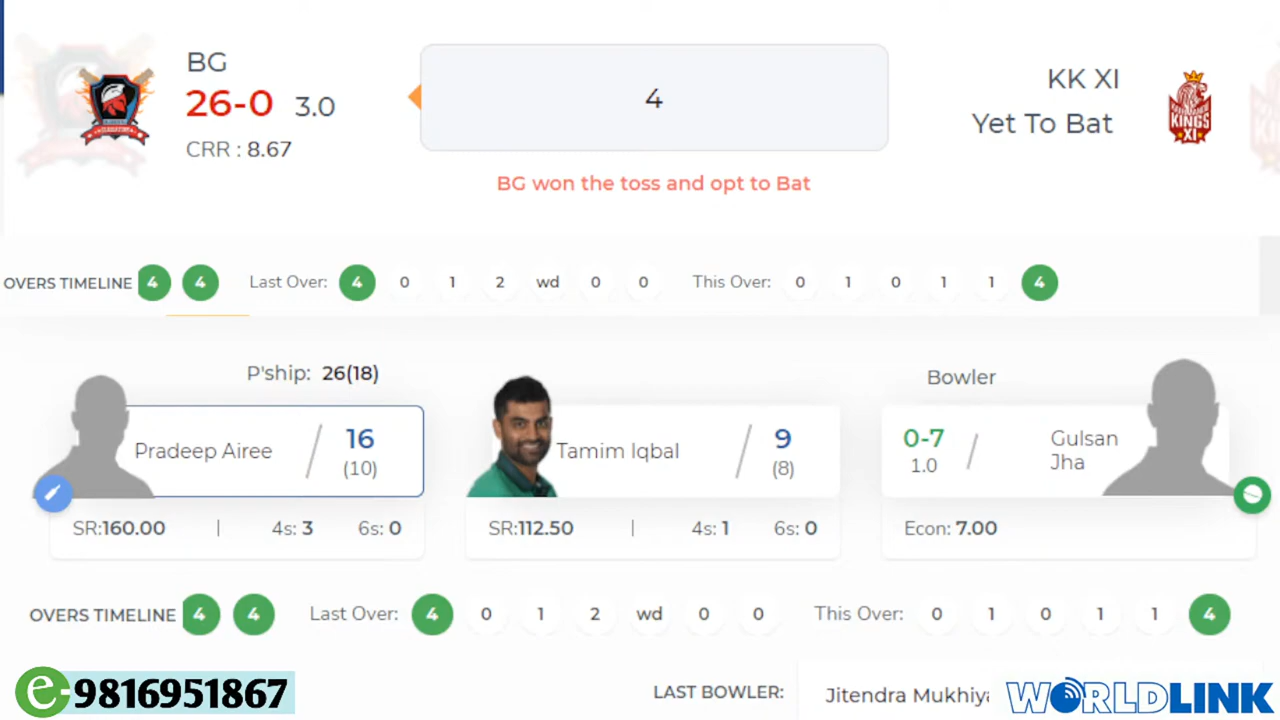 BG
26-0 3.0
CRR : 8.67
4
BG won the toss and opt to Bat
KK XI
Yet To Bat
KINGS
XI
OVERS TIMELINE 4 4 Last Over: 4 0 1 2 wd 0 0 This Over: 0 1 0 1 1 4
P'ship: 26(18)
Pradeep Airee / 16
(10)
SR:160.00 | 4s: 3 6s: 0
Tamim Iqbal / 9
(8)
SR:112.50 | 4s: 1 6s: 0
Bowler
0-7 / Gulsan
1.0 Jha
Econ: 7.00
OVERS TIMELINE 4 4 Last Over: 4 0 1 2 wd 0 0 This Over: 0 1 0 1 1 4
e-9816951867
LAST BOWLER: Jitendra Mukhiya
WORLDLINK